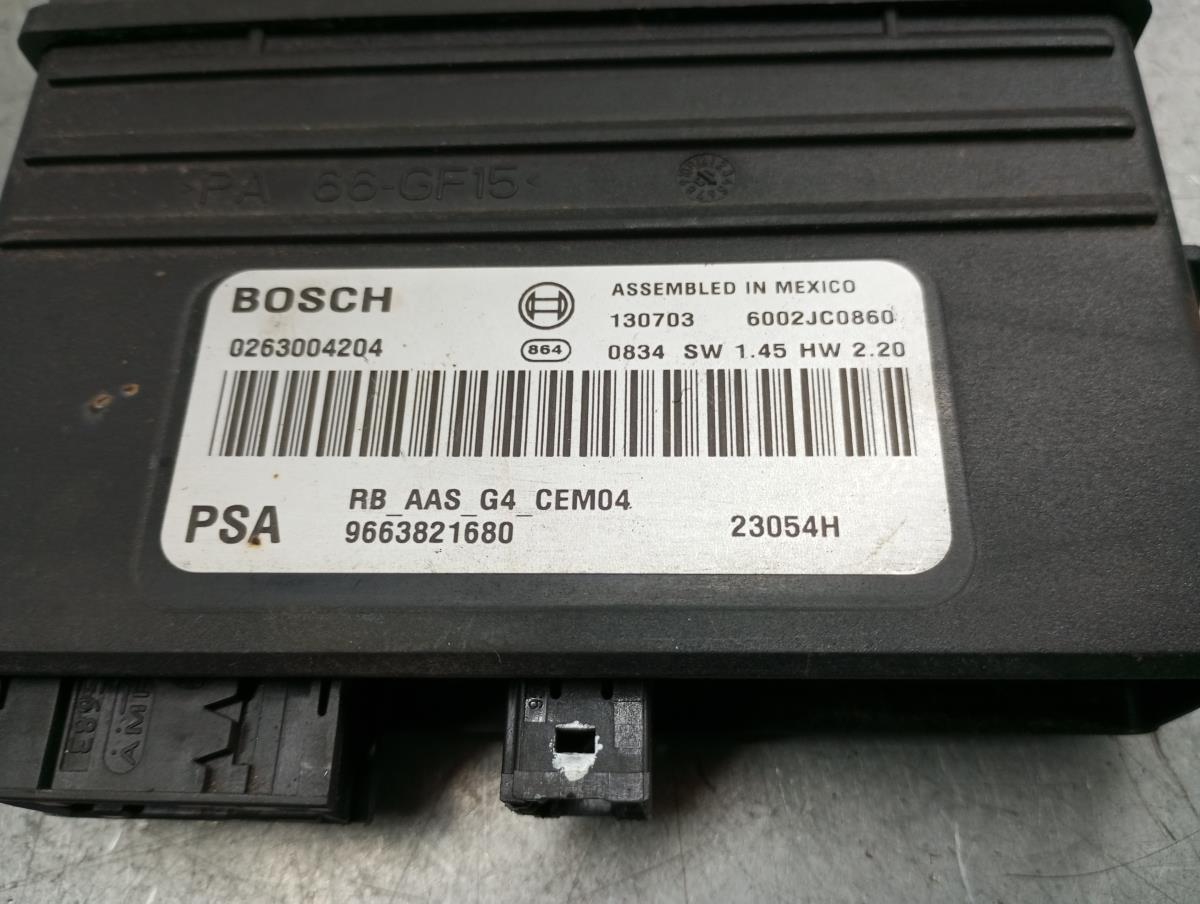 >PA 66-GF15<
BOSCH
ASSEMBLED IN MEXICO
130703 6002JC0860
0263004204
864
0834 SW 1.45 HW 2.20
RB_AAS_G4_CEM04
PSA
9663821680
23054H